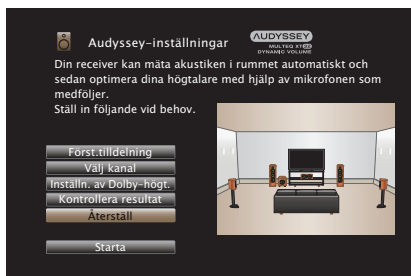 Audyssey-inställningar
AUDYSSEY
MULTEQ XT32
DYNAMIC VOLUME
Din receiver kan mäta akustiken i rummet automatiskt och
sedan optimera dina högtalare med hjälp av mikrofonen som
medföljer.
Ställ in följande vid behov.
Först.tilldelning
Välj kanal
Inställn. av Dolby-högt.
Kontrollera resultat
Återställ
Starta